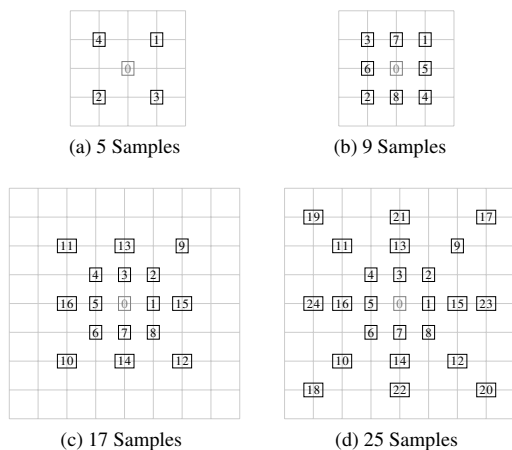 4 1
0
2 3
(a) 5 Samples
3 7 1
6 0 5
2 8 4
(b) 9 Samples
11 13 9
4 3 2
16 5 0 1 15
6 7 8
10 14 12
(c) 17 Samples
19 21 17
11 13 9
4 3 2
24 16 5 0 1 15 23
6 7 8
10 14 12
18 22 20
(d) 25 Samples